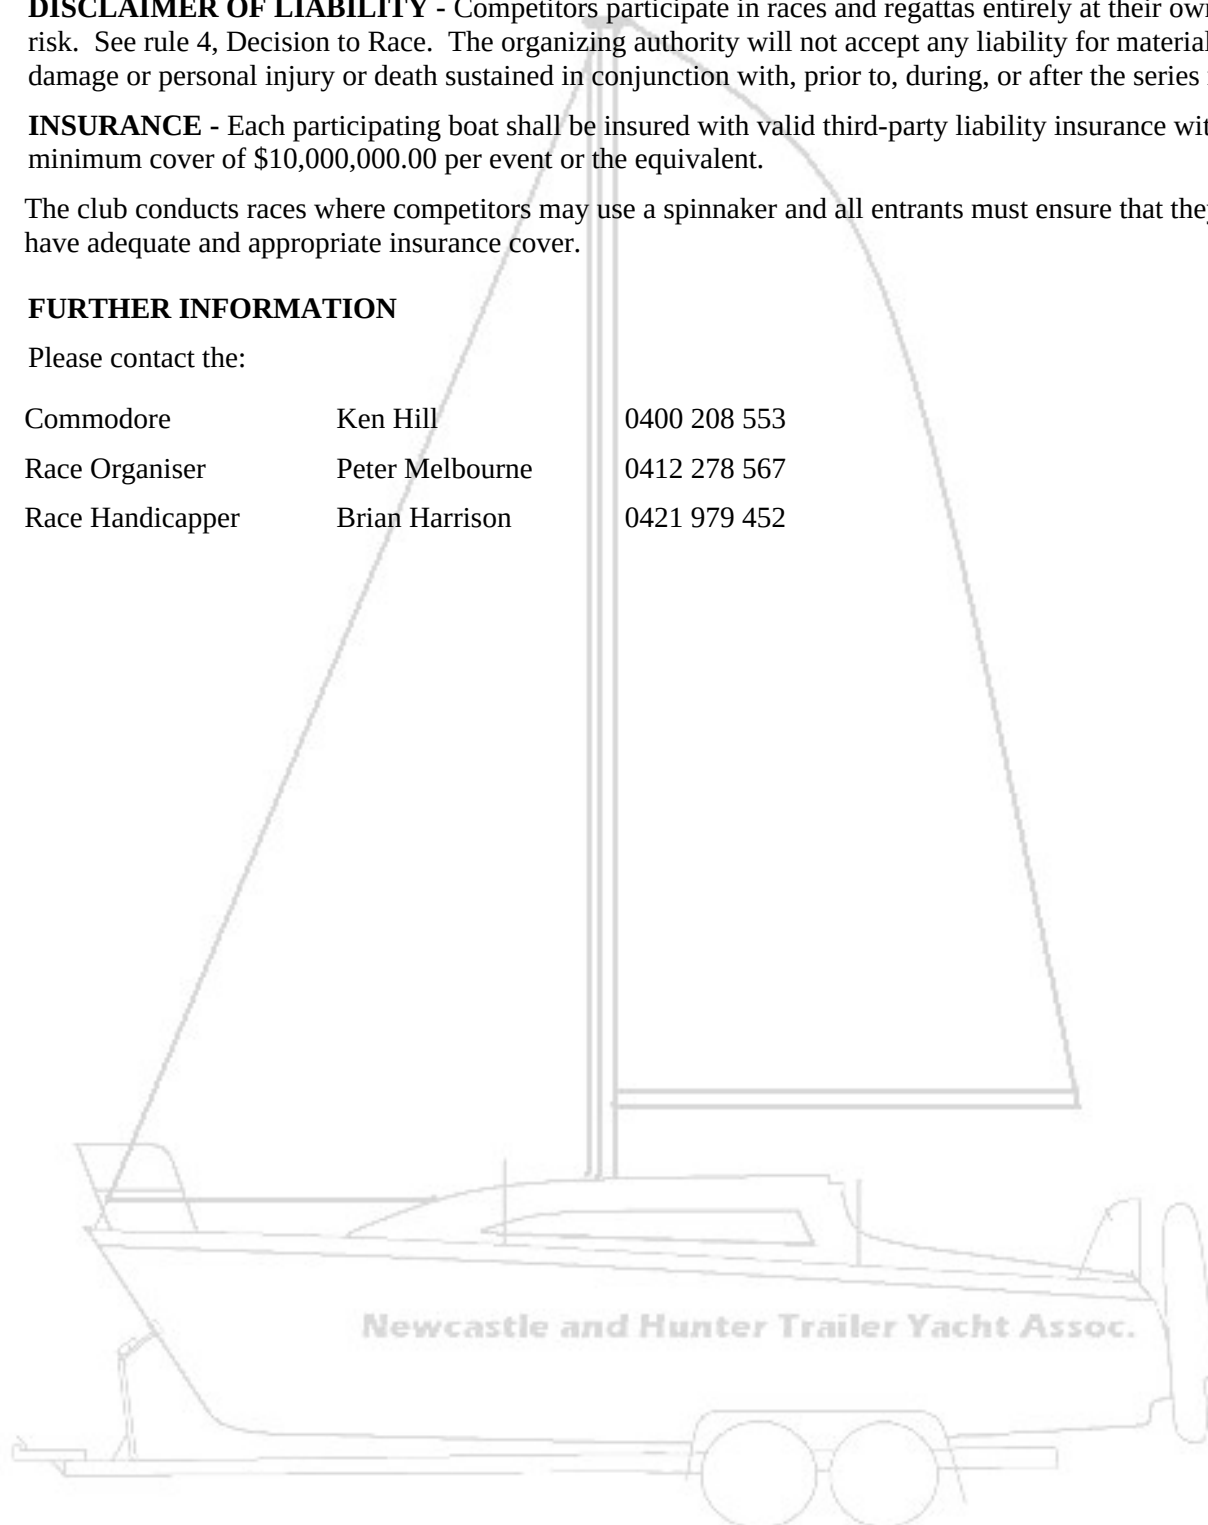 DISCLAIMER OF LIABILITY - Competitors participate in races and regattas entirely at their own
risk.  See rule 4, Decision to Race.  The organizing authority will not accept any liability for material
damage or personal injury or death sustained in conjunction with, prior to, during, or after the series
INSURANCE - Each participating boat shall be insured with valid third-party liability insurance wit
minimum cover of $10,000,000.00 per event or the equivalent.
The club conducts races where competitors may use a spinnaker and all entrants must ensure that they
have adequate and appropriate insurance cover.
FURTHER INFORMATION
Please contact the:
Commodore Ken Hill 0400 208 553
Race Organiser Peter Melbourne 0412 278 567
Race Handicapper Brian Harrison 0421 979 452
Newcastle and Hunter Trailer Yacht Assoc.